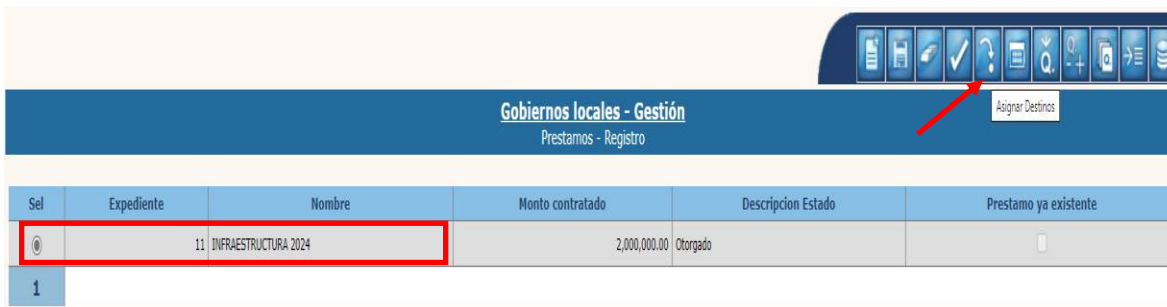 Asignar Destinos
Gobiernos locales - Gestión
Prestamos - Registro
Sel Expediente Nombre Monto contratado Descripcion Estado Prestamo ya existente
11 INFRAESTRUCTURA 2024 2,000,000.00 Otorgado
1